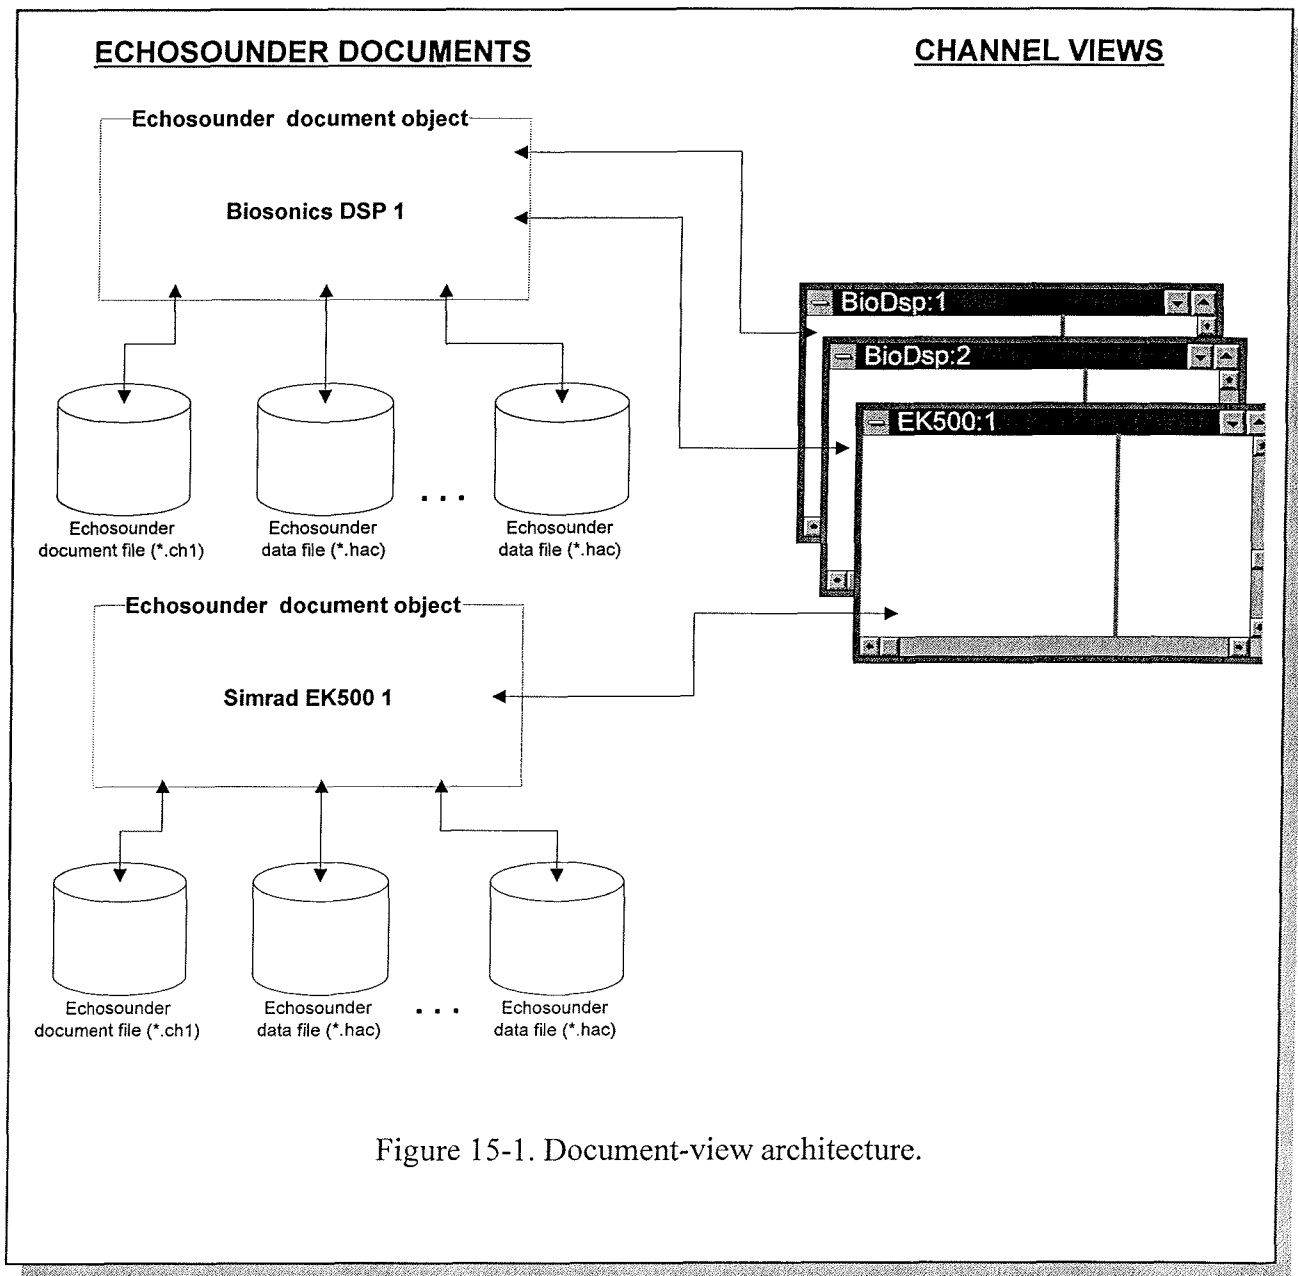 ECHOSOUNDER DOCUMENTS
CHANNEL VIEWS
Echosounder document object
Biosonics DSP 1
BioDsp:1
BioDsp:2
EK500:1
Echosounder
document file (*.ch1)
Echosounder
data file (*.hac)
. . .
Echosounder
data file (*.hac)
Echosounder document object
Simrad EK500 1
Echosounder
document file (*.ch1)
Echosounder
data file (*.hac)
. . .
Echosounder
data file (*.hac)
Figure 15-1. Document-view architecture.